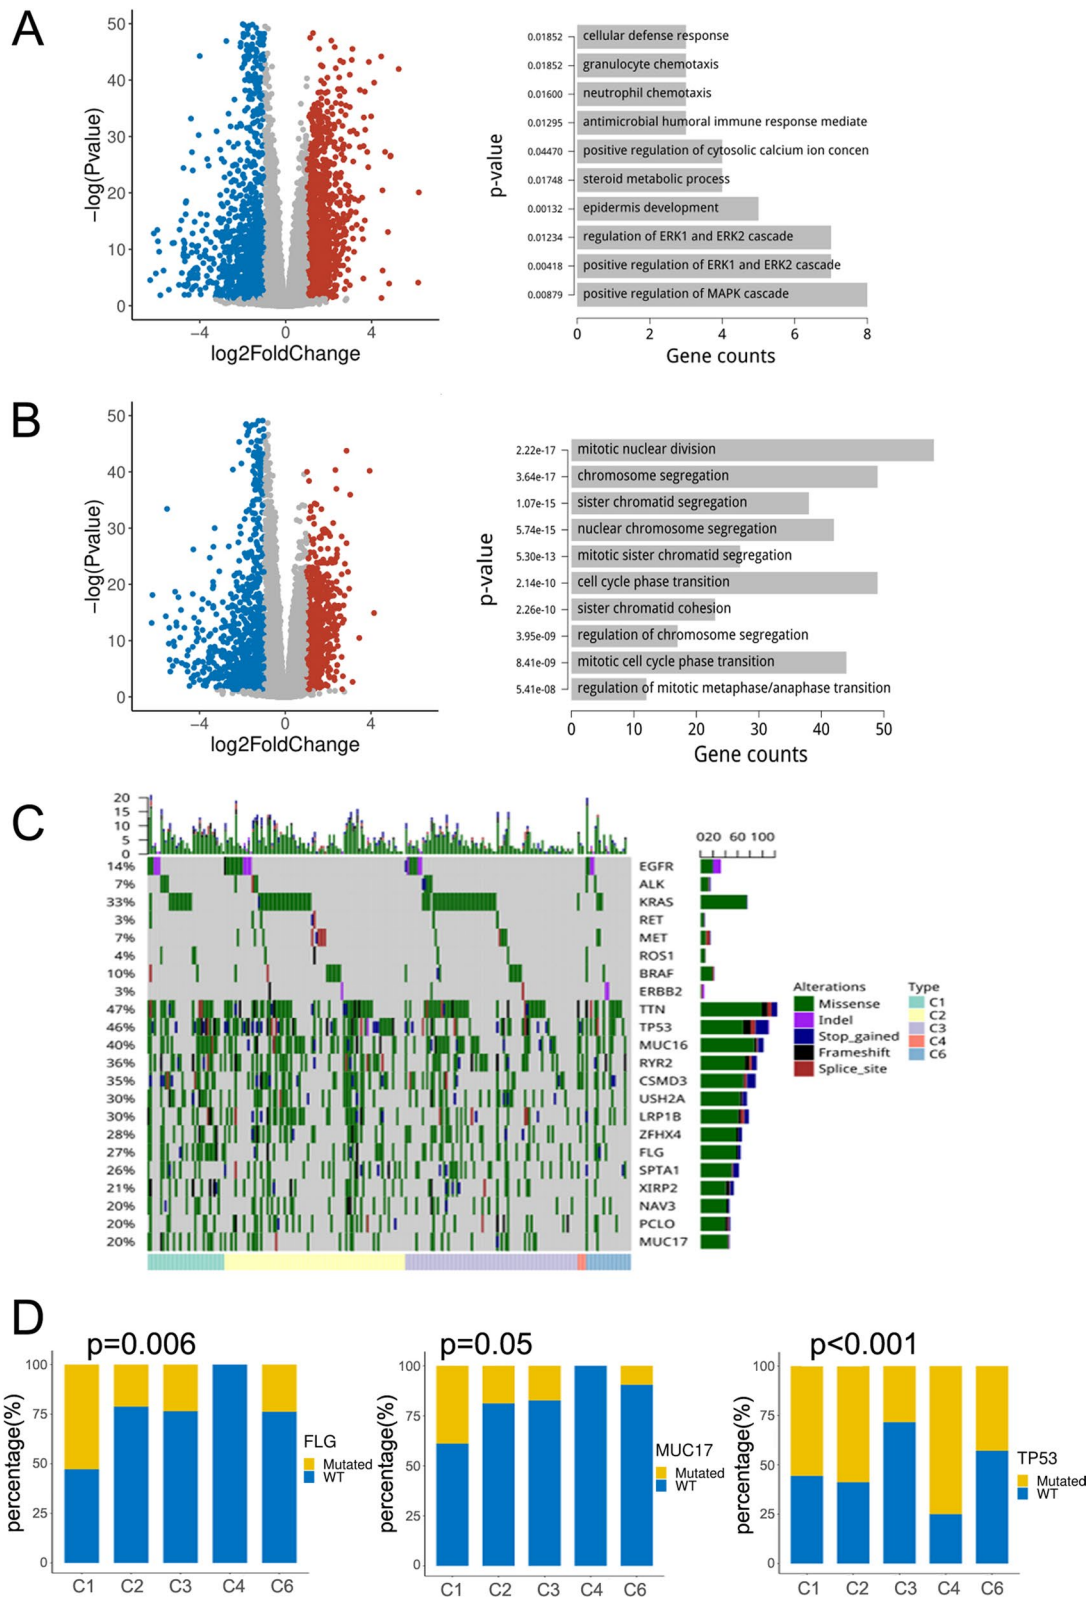 A
50
40
30
20
10
0
−log(Pvalue)
−4
0
4
log2FoldChange
p-value
0.01852 cellular defense response
0.01852 granulocyte chemotaxis
0.01600 neutrophil chemotaxis
0.01295 antimicrobial humoral immune response mediate
0.04470 positive regulation of cytosolic calcium ion concen
0.01748 steroid metabolic process
0.00132 epidermis development
0.01234 regulation of ERK1 and ERK2 cascade
0.00418 positive regulation of ERK1 and ERK2 cascade
0.00879 positive regulation of MAPK cascade
0 2 4 6 8
Gene counts
B
50
40
30
20
10
0
−log(Pvalue)
−4
0
4
log2FoldChange
p-value
2.22e-17 mitotic nuclear division
3.64e-17 chromosome segregation
1.07e-15 sister chromatid segregation
5.74e-15 nuclear chromosome segregation
5.30e-13 mitotic sister chromatid segregation
2.14e-10 cell cycle phase transition
2.26e-10 sister chromatid cohesion
3.95e-09 regulation of chromosome segregation
8.41e-09 mitotic cell cycle phase transition
5.41e-08 regulation of mitotic metaphase/anaphase transition
0 10 20 30 40 50
Gene counts
C
20
15
10
5
0
020 60 100
14% EGFR
7% ALK
33% KRAS
3% RET
7% MET
4% ROS1
10% BRAF
3% ERBB2
47% TTN
46% TP53
40% MUC16
36% RYR2
35% CSMD3
30% USH2A
30% LRP1B
28% ZFHX4
27% FLG
26% SPTA1
21% XIRP2
20% NAV3
20% PCLO
20% MUC17
Alterations
Missense
Indel
Stop_gained
Frameshift
Splice_site
Type
C1
C2
C3
C4
C6
D
p=0.006
100
75
50
25
0
percentage(%)
C1 C2 C3 C4 C6
FLG
Mutated
WT
p=0.05
100
75
50
25
0
percentage(%)
C1 C2 C3 C4 C6
MUC17
Mutated
WT
p<0.001
100
75
50
25
0
percentage(%)
C1 C2 C3 C4 C6
TP53
Mutated
WT